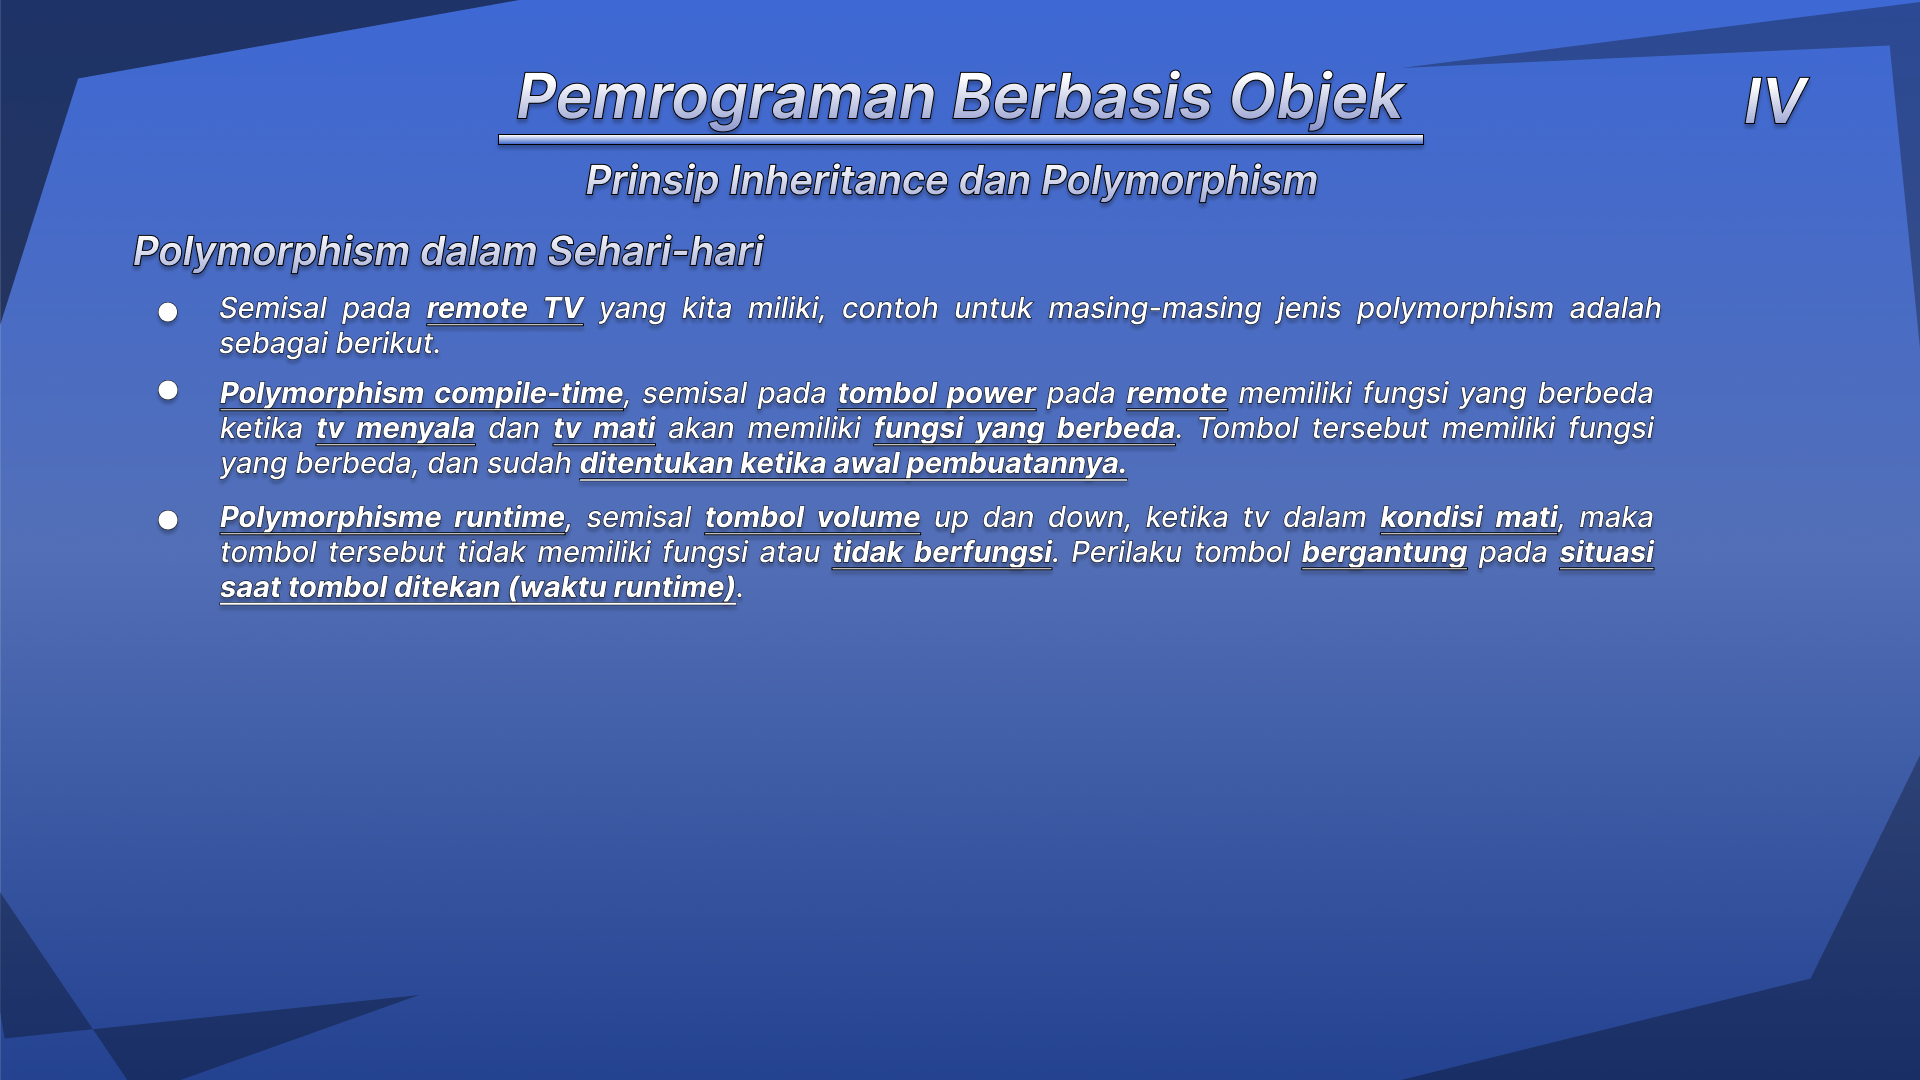 Pemrograman Berbasis Objek
IV
Prinsip Inheritance dan Polymorphism
Polymorphism dalam Sehari-hari
Semisal pada remote TV yang kita miliki, contoh untuk masing-masing jenis polymorphism adalah
sebagai berikut.
Polymorphism compile-time, semisal pada tombol power pada remote memiliki fungsi yang berbeda
ketika tv menyala dan tv mati akan memiliki fungsi yang berbeda. Tombol tersebut memiliki fungsi
yang berbeda, dan sudah ditentukan ketika awal pembuatannya.
Polymorphisme runtime, semisal tombol volume up dan down, ketika tv dalam kondisi mati, maka
tombol tersebut tidak memiliki fungsi atau tidak berfungsi. Perilaku tombol bergantung pada situasi
saat tombol ditekan (waktu runtime).